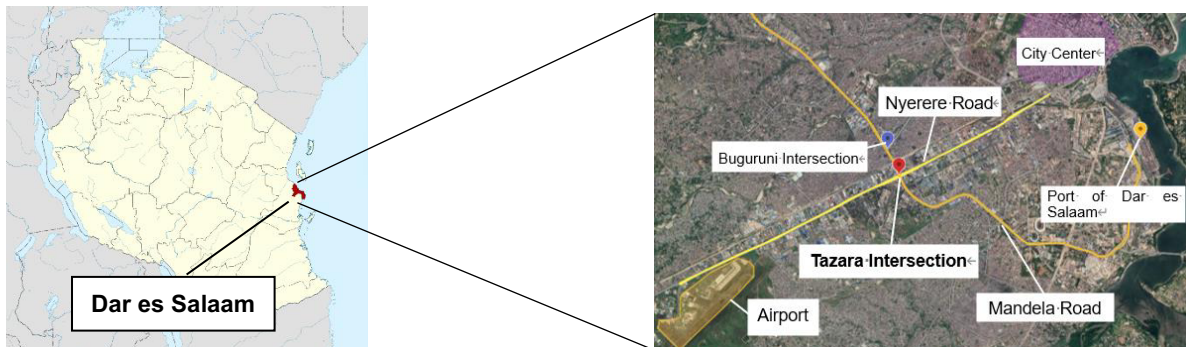 Dar es Salaam
City Center
Nyerere Road
Buguruni Intersection
Port of Dar es
Salaam
Tazara Intersection
Mandela Road
Airport